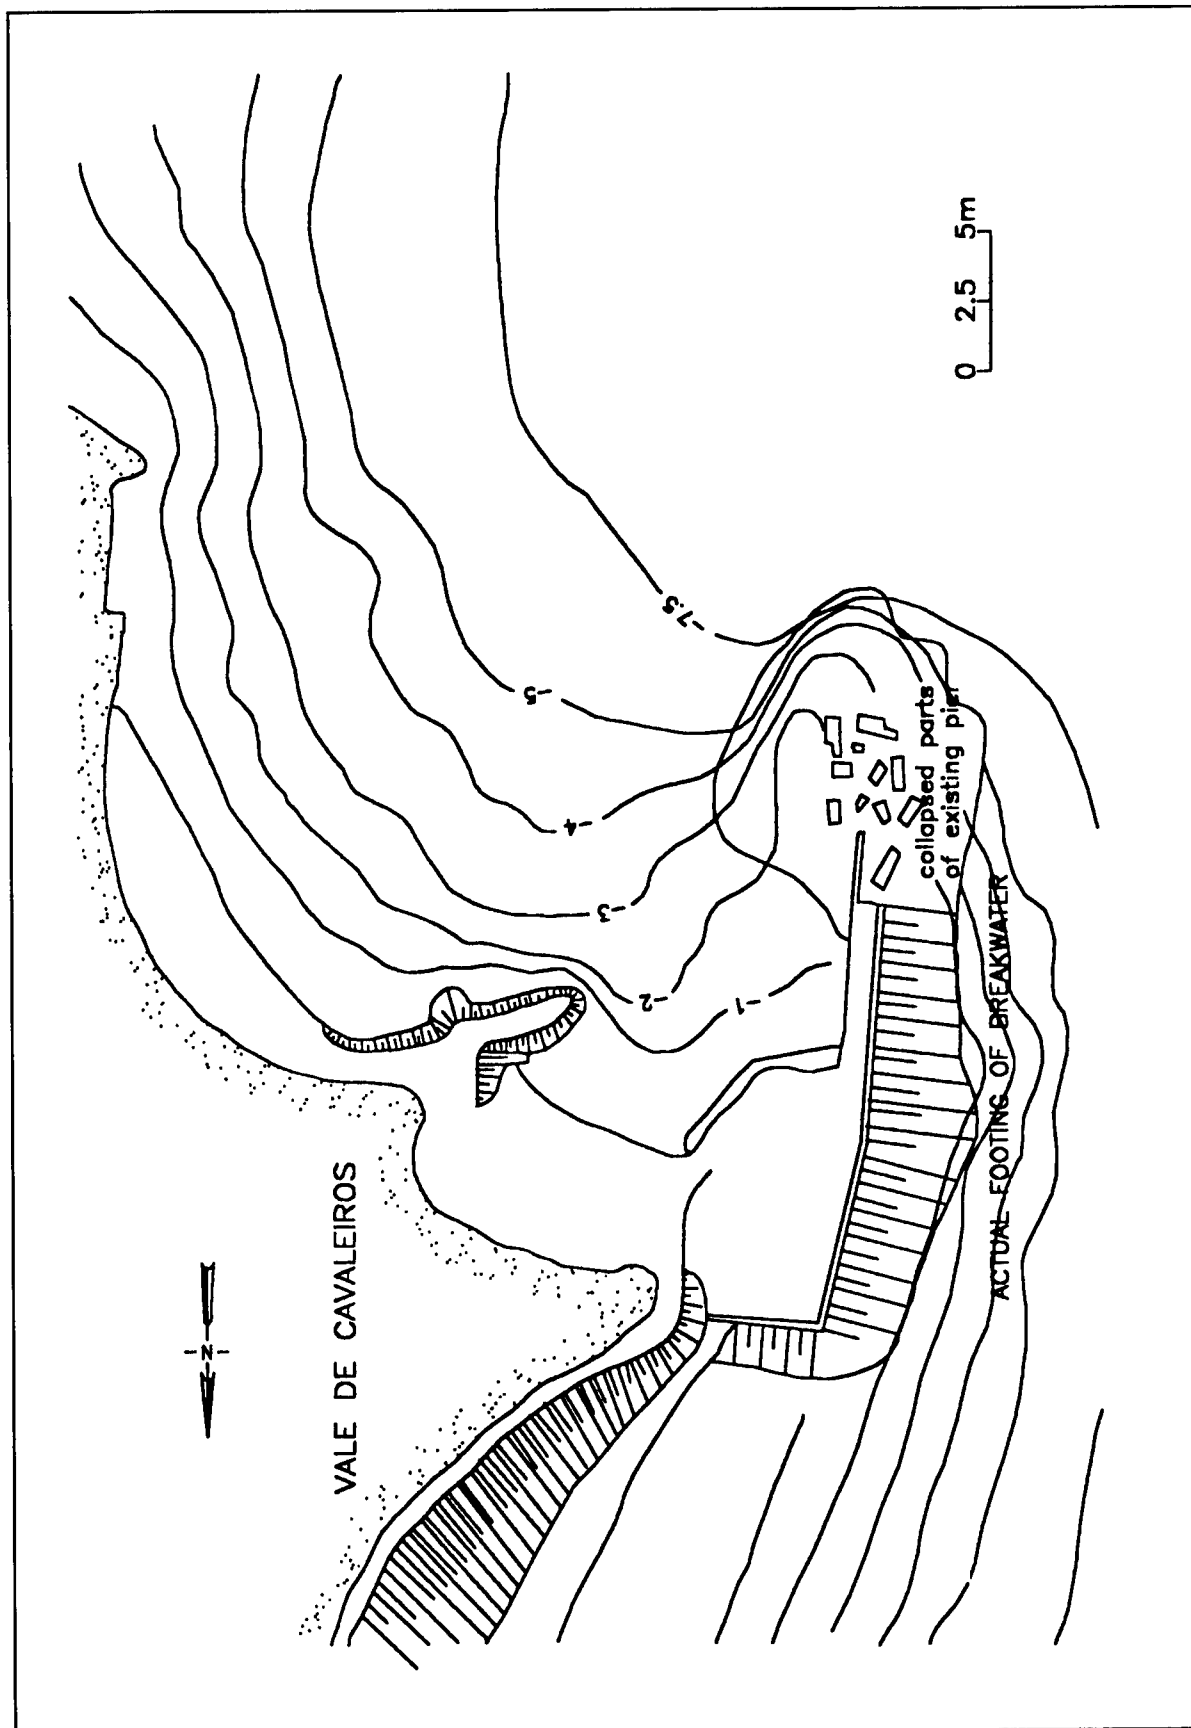 VALE DE CAVALEIROS
N
-7.5
-5
-4
-3
-2
-1
0 2.5 5m
collapsed parts
of existing pier
ACTUAL FOOTING OF BREAKWATER